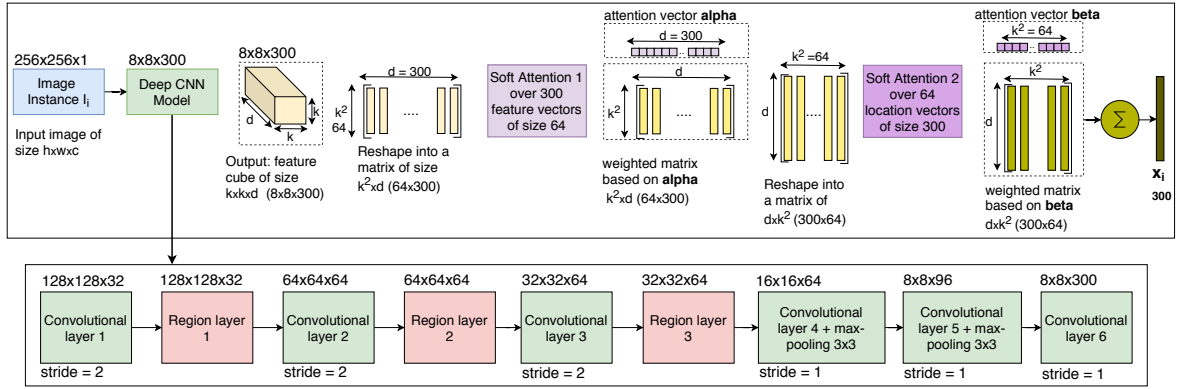 256x256x1
Image
Instance Iᵢ
Input image of
size hxwxc
8x8x300
Deep CNN
Model
8x8x300
d
k
k
Output: feature
cube of size
kxkxd (8x8x300)
d = 300
k²
64
....
Reshape into a
matrix of size
k²xd (64x300)
Soft Attention 1
over 300
feature vectors
of size 64
attention vector alpha
d = 300
...
d
k²
....
weighted matrix
based on alpha
k²xd (64x300)
k²=64
d
....
Reshape into
a matrix of
dxk² (300x64)
Soft Attention 2
over 64
location vectors
of size 300
attention vector beta
k² = 64
...
k²
d
....
weighted matrix
based on beta
dxk² (300x64)
Σ
xᵢ
300
128x128x32
Convolutional
layer 1
stride = 2
128x128x32
Region layer
1
64x64x64
Convolutional
layer 2
stride = 2
64x64x64
Region layer
2
32x32x64
Convolutional
layer 3
stride = 2
32x32x64
Region layer
3
16x16x64
Convolutional
layer 4 + max-
pooling 3x3
stride = 1
8x8x96
Convolutional
layer 5 + max-
pooling 3x3
stride = 1
8x8x300
Convolutional
layer 6
stride = 1